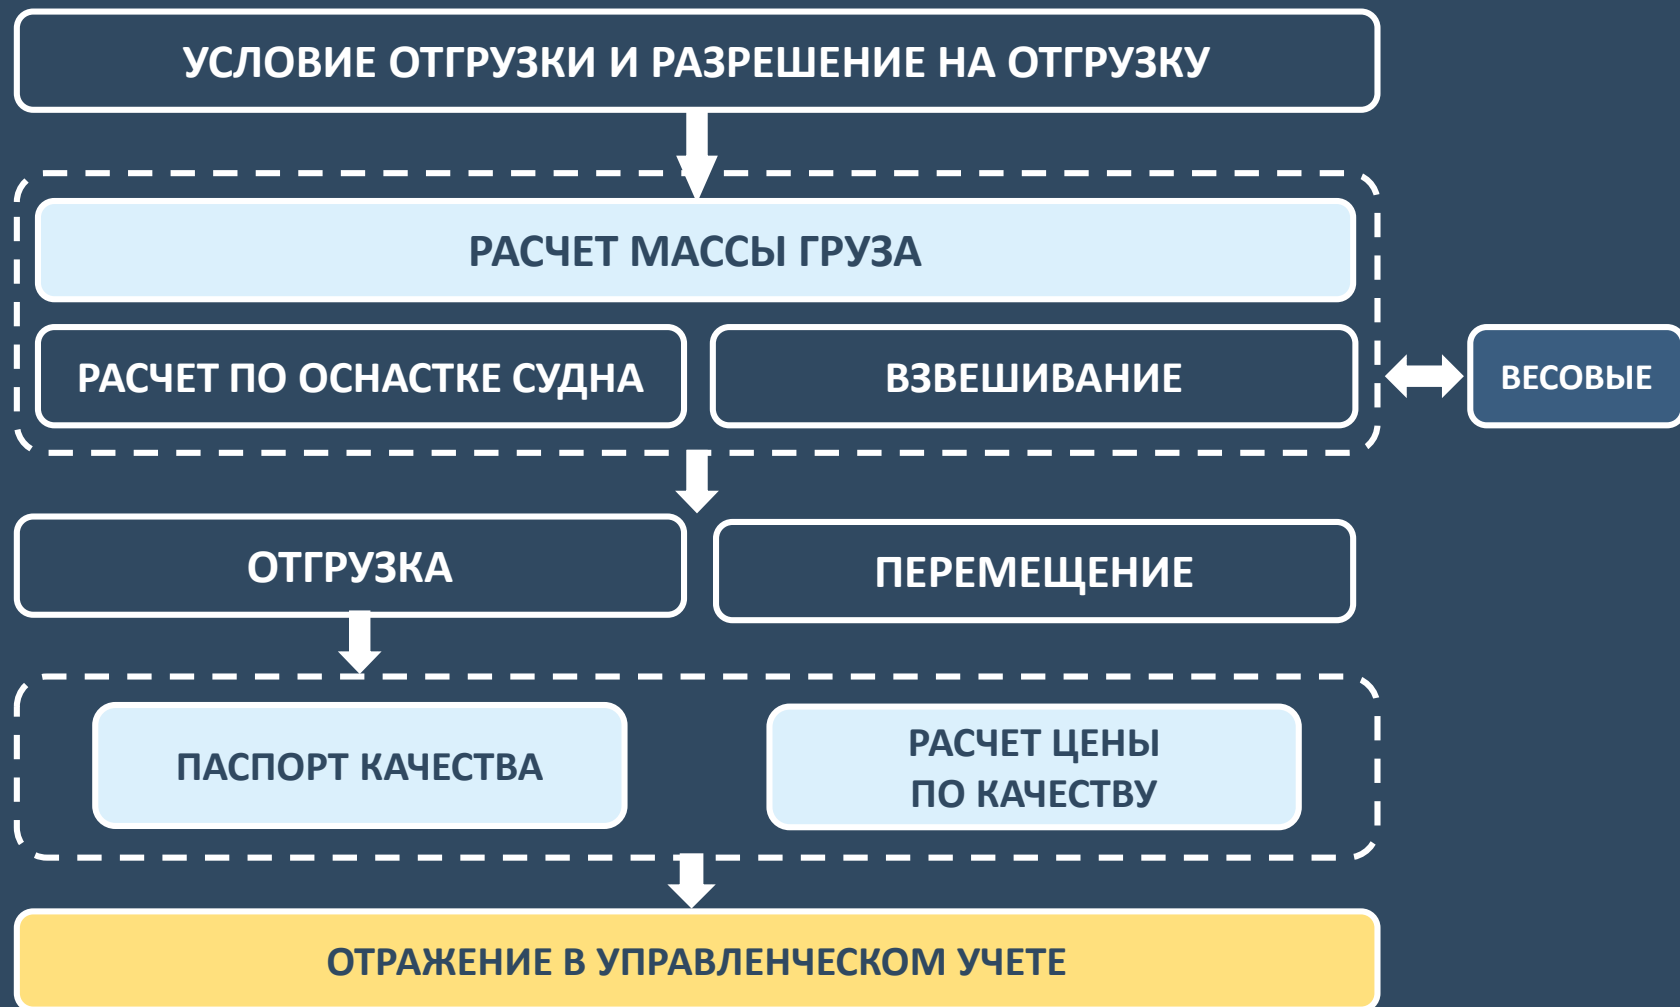 УСЛОВИЕ ОТГРУЗКИ И РАЗРЕШЕНИЕ НА ОТГРУЗКУ
РАСЧЕТ МАССЫ ГРУЗА
РАСЧЕТ ПО ОСНАСТКЕ СУДНА
ВЗВЕШИВАНИЕ
ВЕСОВЫЕ
ОТГРУЗКА
ПЕРЕМЕЩЕНИЕ
ПАСПОРТ КАЧЕСТВА
РАСЧЕТ ЦЕНЫ
ПО КАЧЕСТВУ
ОТРАЖЕНИЕ В УПРАВЛЕНЧЕСКОМ УЧЕТЕ